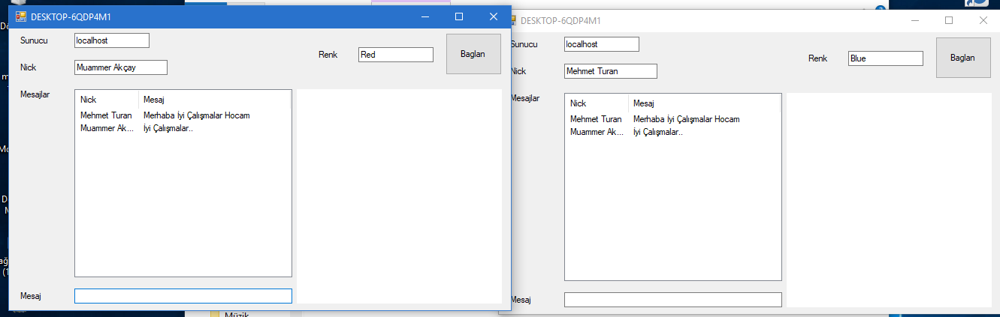 DESKTOP-6QDP4M1
Sunucu
localhost
Renk
Red
Baglan
Nick
Muammer Akçay
Mesajlar
Nick Mesaj
Mehmet Turan Merhaba İyi Çalışmalar Hocam
Muammer Ak... İyi Çalışmalar..
Mesaj
DESKTOP-6QDP4M1
Sunucu
localhost
Renk
Blue
Baglan
Nick
Mehmet Turan
Mesajlar
Nick Mesaj
Mehmet Turan Merhaba İyi Çalışmalar Hocam
Muammer Ak... İyi Çalışmalar..
Mesaj
Müzik